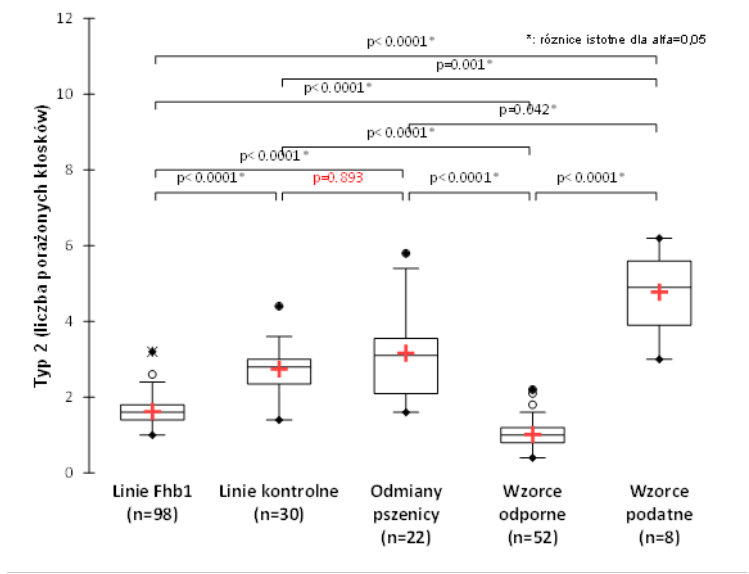 12
p<0.0001*
*: róznice istotne dla alfa=0,05
p=0.001*
p<0.0001*
10
p=0.042*
p<0.0001*
8
p<0.0001*
p<0.0001*
p=0.893
p<0.0001*
p<0.0001*
6
4
2
0
Typ 2 (liczba porażonych kłosków)
Linie Fhb1
(n=98)
Linie kontrolne
(n=30)
Odmiany
pszenicy
(n=22)
Wzorce
odporne
(n=52)
Wzorce
podatne
(n=8)